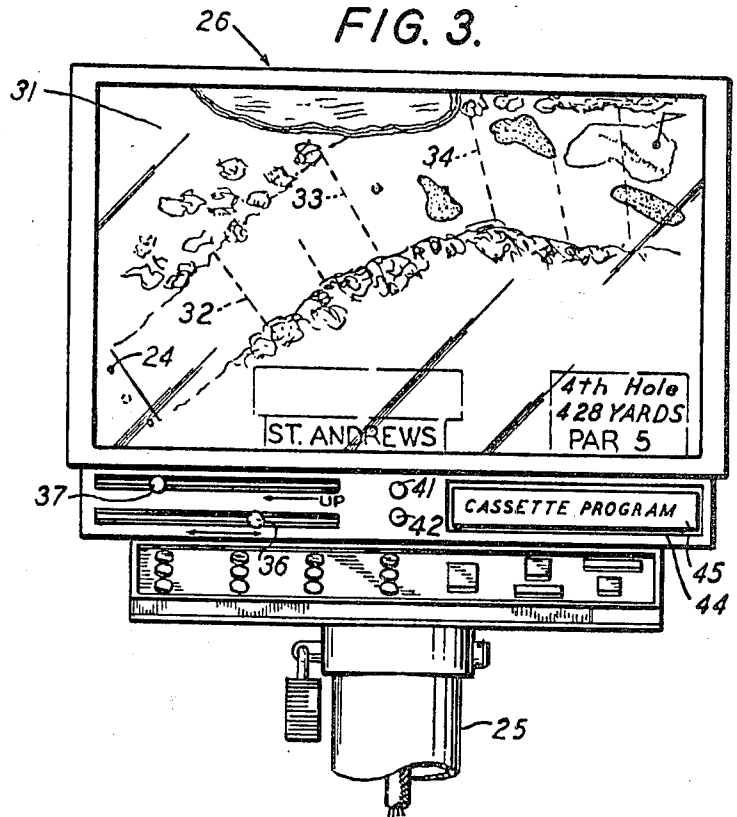 FIG. 3.
26
31
34
33
32
24
4th Hole
428 YARDS
ST. ANDREWS
PAR 5
37
UP
41
CASSETTE PROGRAM
42
36
45
44
25